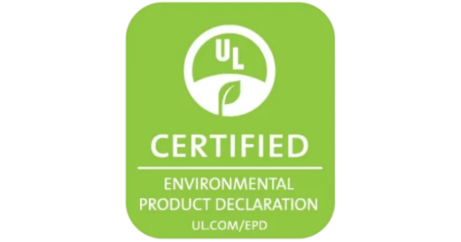 UL
CERTIFIED
ENVIRONMENTAL
PRODUCT DECLARATION
UL.COM/EPD